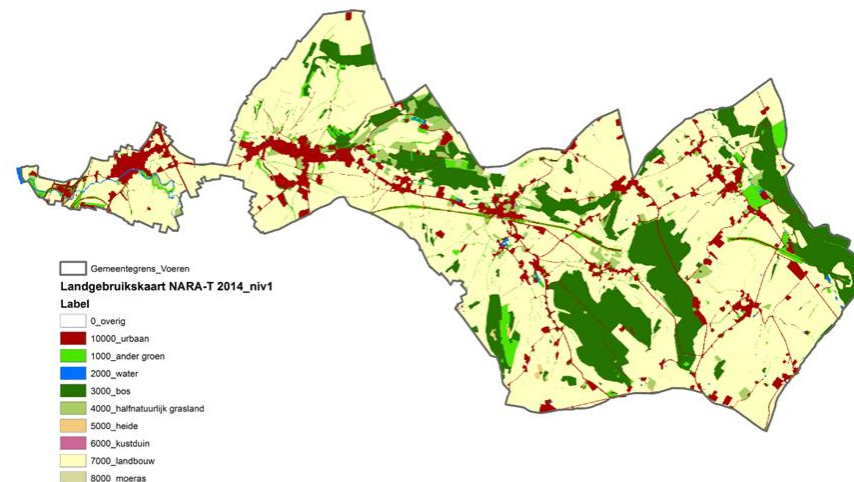 Gemeentegrens_Voeren
Landgebruikskaart NARA-T 2014_niv1
Label
0_overig
10000_urbaan
1000_ander groen
2000_water
3000_bos
4000_halfnatuurlijk grasland
5000_heide
6000_kustduin
7000_landbouw
8000_moeras